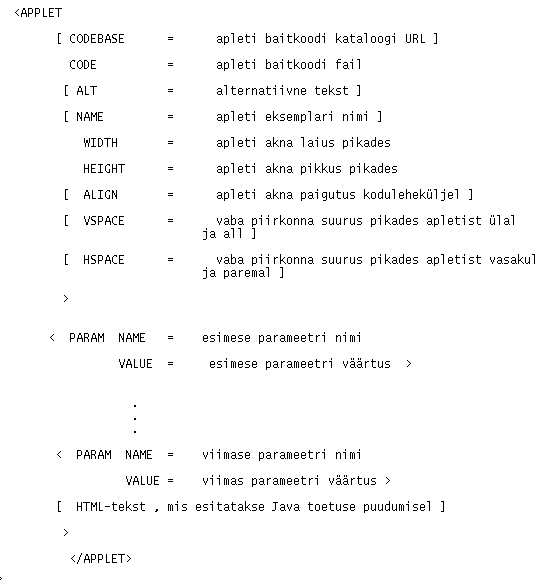 <APPLET
[ CODEBASE = apleti baitkoodi kataloogi URL ]
CODE = apleti baitkoodi fail
[ ALT = alternatiivne tekst ]
[ NAME = apleti eksemplari nimi ]
WIDTH = apleti akna laius pikades
HEIGHT = apleti akna pikkus pikades
[ ALIGN = apleti akna paigutus koduleheküljel ]
[ VSPACE = vaba piirkonna suurus pikades apletist ülal
ja all ]
[ HSPACE = vaba piirkonna suurus pikades apletist vasakul
ja paremal ]
>
< PARAM NAME = esimese parameetri nimi
VALUE = esimese parameetri väärtus >
.
.
.
< PARAM NAME = viimase parameetri nimi
VALUE = viimas parameetri väärtus >
[ HTML-tekst , mis esitatakse Java toetuse puudumisel ]
>
</APPLET>
>